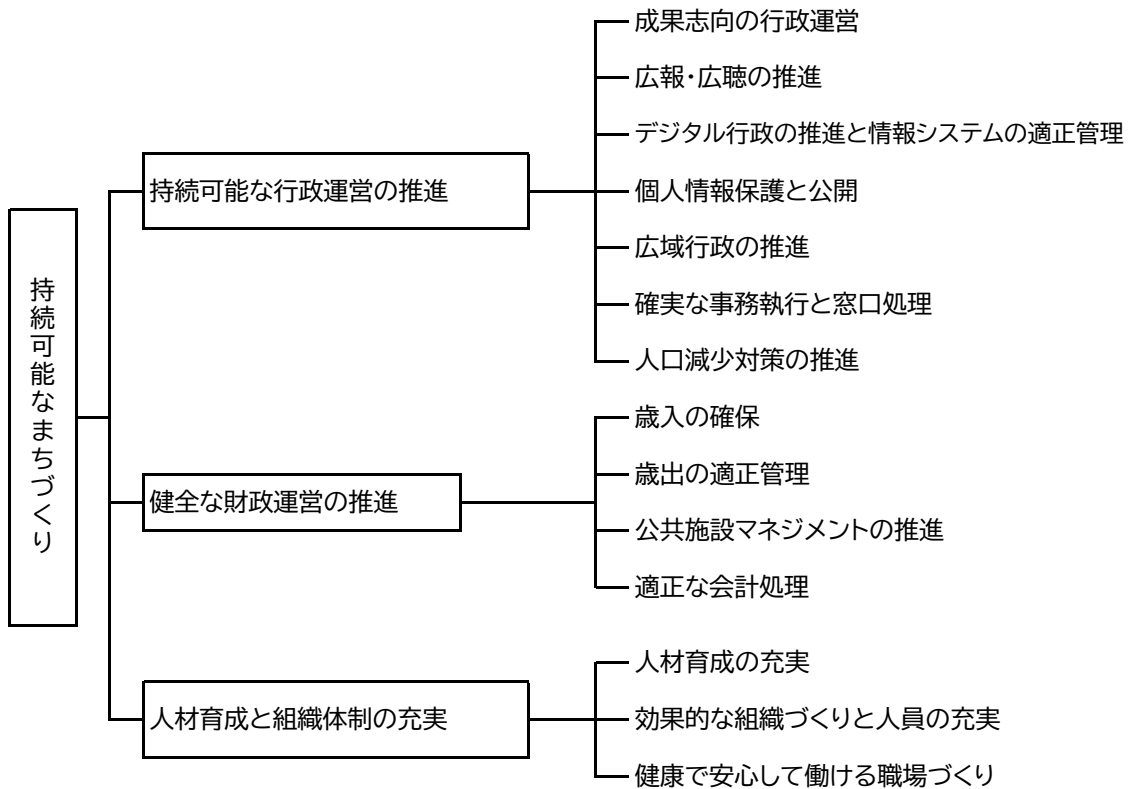 持続可能なまちづくり
持続可能な行政運営の推進
成果志向の行政運営
広報・広聴の推進
デジタル行政の推進と情報システムの適正管理
個人情報保護と公開
広域行政の推進
確実な事務執行と窓口処理
人口減少対策の推進
健全な財政運営の推進
歳入の確保
歳出の適正管理
公共施設マネジメントの推進
適正な会計処理
人材育成と組織体制の充実
人材育成の充実
効果的な組織づくりと人員の充実
健康で安心して働ける職場づくり